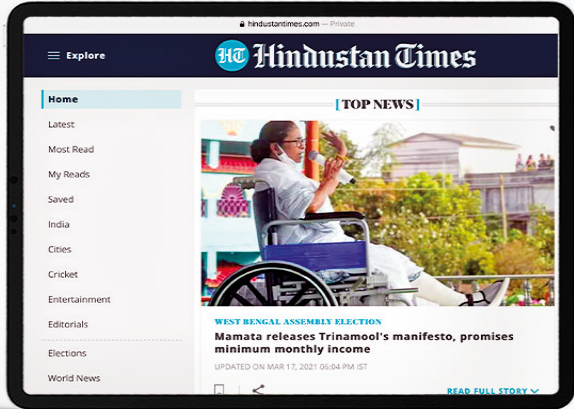 hindustantimes.com — Private
Explore
HT Hindustan Times
Home
Latest
Most Read
My Reads
Saved
India
Cities
Cricket
Entertainment
Editorials
Elections
World News
[ TOP NEWS ]
WEST BENGAL ASSEMBLY ELECTION
Mamata releases Trinamool's manifesto, promises
minimum monthly income
UPDATED ON MAR 17, 2021 06:04 PM IST
READ FULL STORY